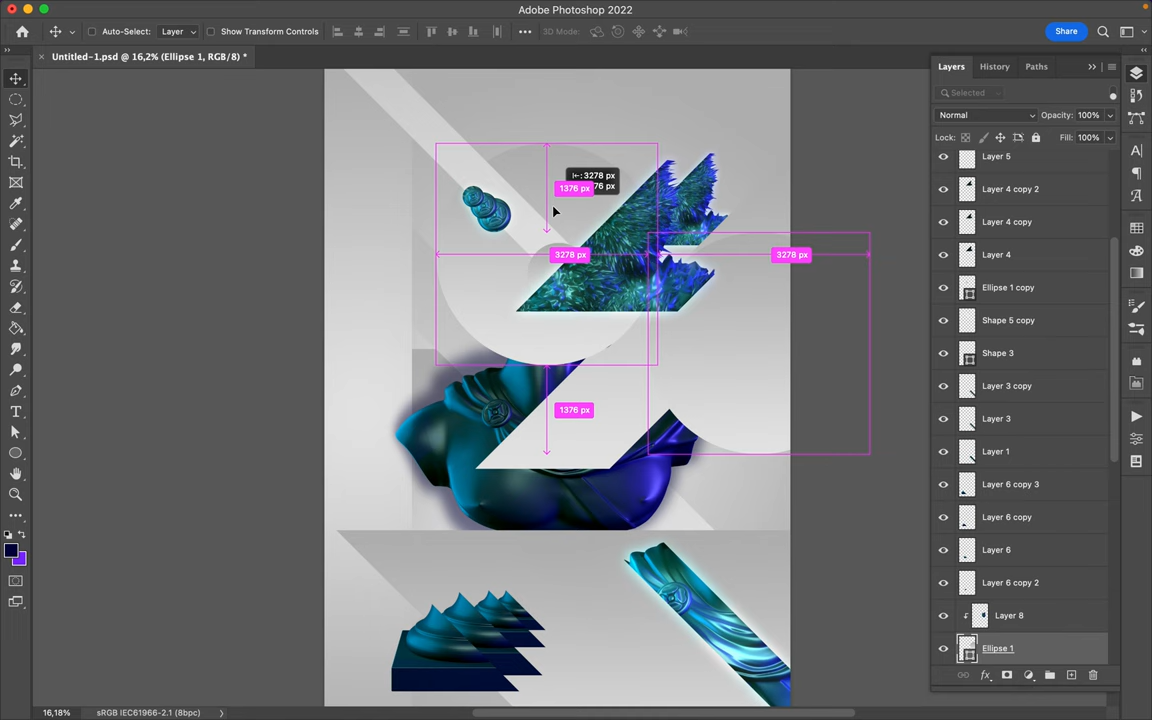 Adobe Photoshop 2022
Auto-Select: Layer Show Transform Controls 3D Mode: Share
Untitled-1.psd @ 16,2% (Ellipse 1, RGB/8) *
Layers History Paths
Selected
Normal Opacity: 100%
Lock: Fill: 100%
Layer 5
3278 px
76 px
1376 px
Layer 4 copy 2
Layer 4 copy
3278 px
3278 px
Layer 4
Ellipse 1 copy
Shape 5 copy
Shape 3
Layer 3 copy
1376 px
Layer 3
Layer 1
Layer 6 copy 3
Layer 6 copy
Layer 6
Layer 6 copy 2
Layer 8
Ellipse 1
fx
16,18% sRGB IEC61966-2.1 (8bpc)